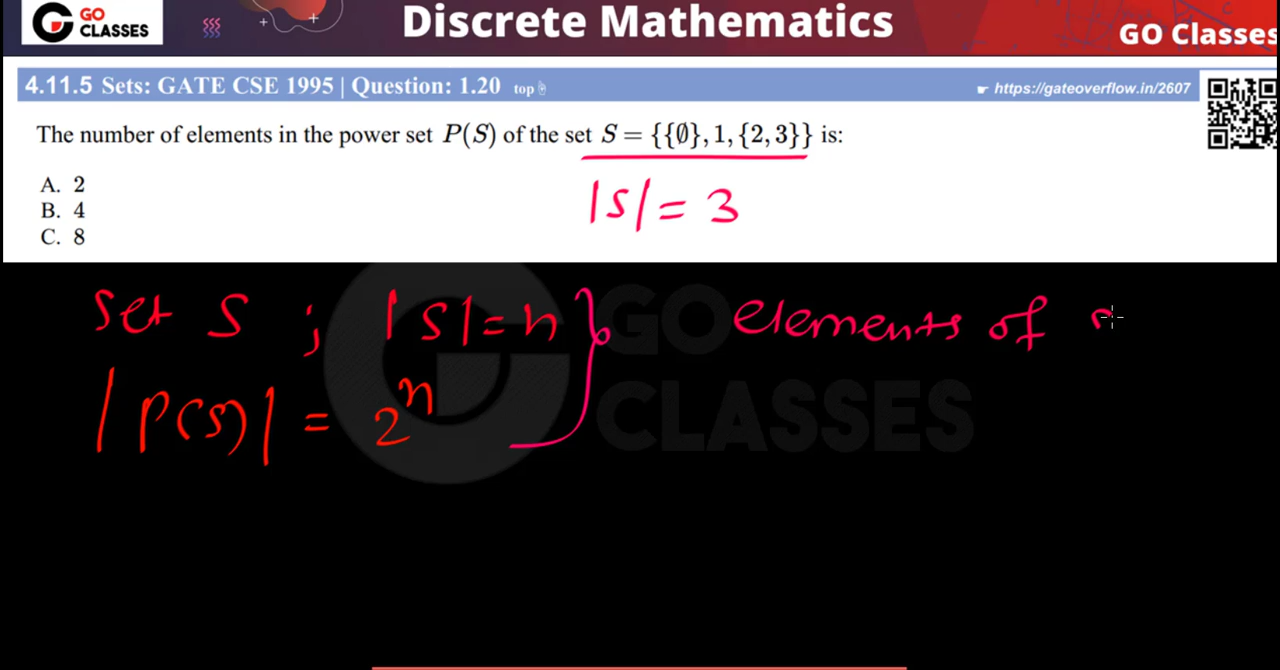 GO
CLASSES
Discrete Mathematics
GO Classes
4.11.5 Sets: GATE CSE 1995 | Question: 1.20 top☟
☛ https://gateoverflow.in/2607
The number of elements in the power set P(S) of the set S = {{∅}, 1, {2, 3}} is:
A. 2
B. 4
C. 8
|S| = 3
Set S ; |S| = n } elements of
|P(S)| = 2^n
GO
CLASSES